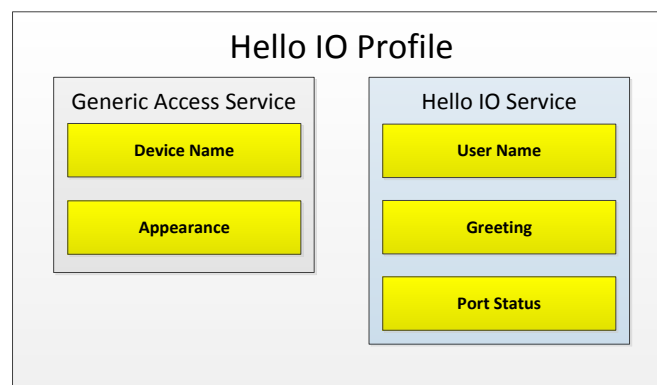 Hello IO Profile
Generic Access Service
Device Name
Appearance
Hello IO Service
User Name
Greeting
Port Status